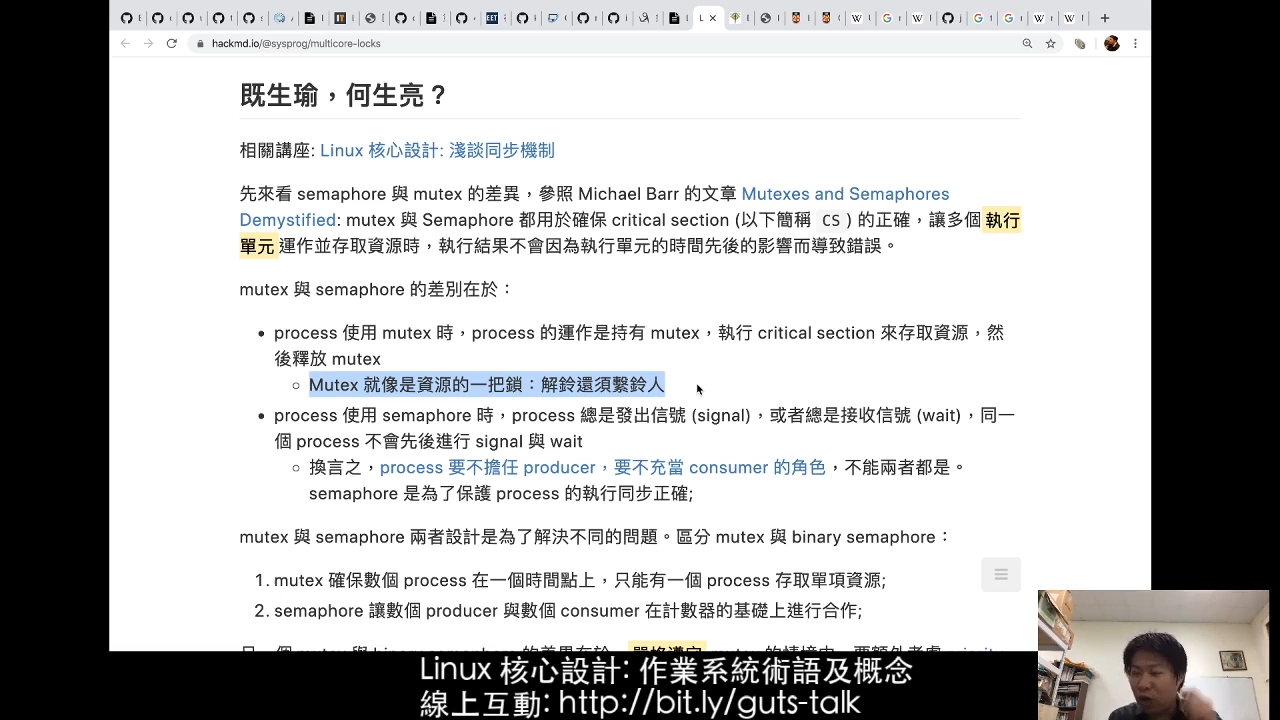 hackmd.io/@sysprog/multicore-locks
既生瑜，何生亮？
相關講座: Linux 核心設計: 淺談同步機制
先來看 semaphore 與 mutex 的差異，參照 Michael Barr 的文章 Mutexes and Semaphores
Demystified: mutex 與 Semaphore 都用於確保 critical section (以下簡稱 CS ) 的正確，讓多個 執行
單元 運作並存取資源時，執行結果不會因為執行單元的時間先後的影響而導致錯誤。
mutex 與 semaphore 的差別在於：
• process 使用 mutex 時，process 的運作是持有 mutex，執行 critical section 來存取資源，然
後釋放 mutex
○ Mutex 就像是資源的一把鎖：解鈴還須繫鈴人
• process 使用 semaphore 時，process 總是發出信號 (signal)，或者總是接收信號 (wait)，同一
個 process 不會先後進行 signal 與 wait
○ 換言之，process 要不擔任 producer，要不充當 consumer 的角色，不能兩者都是。
semaphore 是為了保護 process 的執行同步正確;
mutex 與 semaphore 兩者設計是為了解決不同的問題。區分 mutex 與 binary semaphore：
1. mutex 確保數個 process 在一個時間點上，只能有一個 process 存取單項資源;
2. semaphore 讓數個 producer 與數個 consumer 在計數器的基礎上進行合作;
Linux 核心設計: 作業系統術語及概念
線上互動: http://bit.ly/guts-talk